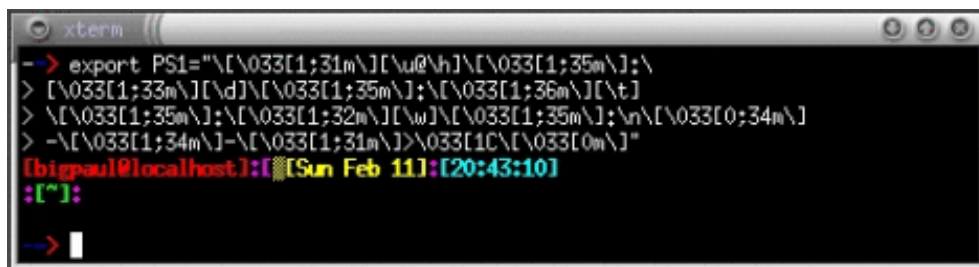 xterm
--> export PS1="\[\033[1;31m\][\u@\h]\[\033[1;35m\]:\
> [\033[1;33m\][\d]\[\033[1;35m\]:\[\033[1;36m\][\t]
> \[\033[1;35m\]:\[\033[1;32m\][\w]\[\033[1;35m\]:\n\[\033[0;34m\]
> -\[\033[1;34m\]-\[\033[1;31m\]>\033[1C\[\033[0m\]"
[bigpaul@localhost]:[▒[Sun Feb 11]:[20:43:10]
:[~]:
-->